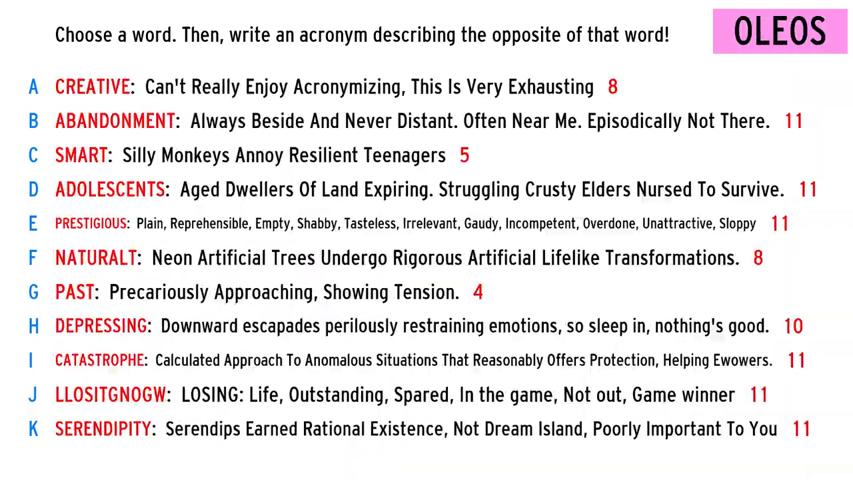 Choose a word. Then, write an acronym describing the opposite of that word!
OLEOS
A CREATIVE: Can't Really Enjoy Acronymizing, This Is Very Exhausting 8
B ABANDONMENT: Always Beside And Never Distant. Often Near Me. Episodically Not There. 11
C SMART: Silly Monkeys Annoy Resilient Teenagers 5
D ADOLESCENTS: Aged Dwellers Of Land Expiring. Struggling Crusty Elders Nursed To Survive. 11
E PRESTIGIOUS: Plain, Reprehensible, Empty, Shabby, Tasteless, Irrelevant, Gaudy, Incompetent, Overdone, Unattractive, Sloppy 11
F NATURALT: Neon Artificial Trees Undergo Rigorous Artificial Lifelike Transformations. 8
G PAST: Precariously Approaching, Showing Tension. 4
H DEPRESSING: Downward escapades perilously restraining emotions, so sleep in, nothing's good. 10
I CATASTROPHE: Calculated Approach To Anomalous Situations That Reasonably Offers Protection, Helping Ewowers. 11
J LLOSITGNOGW: LOSING: Life, Outstanding, Spared, In the game, Not out, Game winner 11
K SERENDIPITY: Serendips Earned Rational Existence, Not Dream Island, Poorly Important To You 11